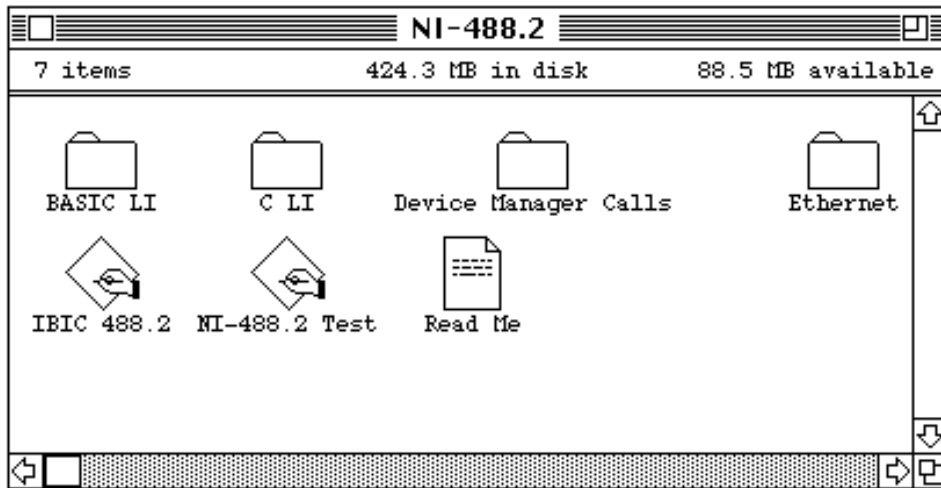 NI-488.2
7 items 424.3 MB in disk 88.5 MB available
BASIC LI C LI Device Manager Calls Ethernet
IBIC 488.2 NI-488.2 Test Read Me